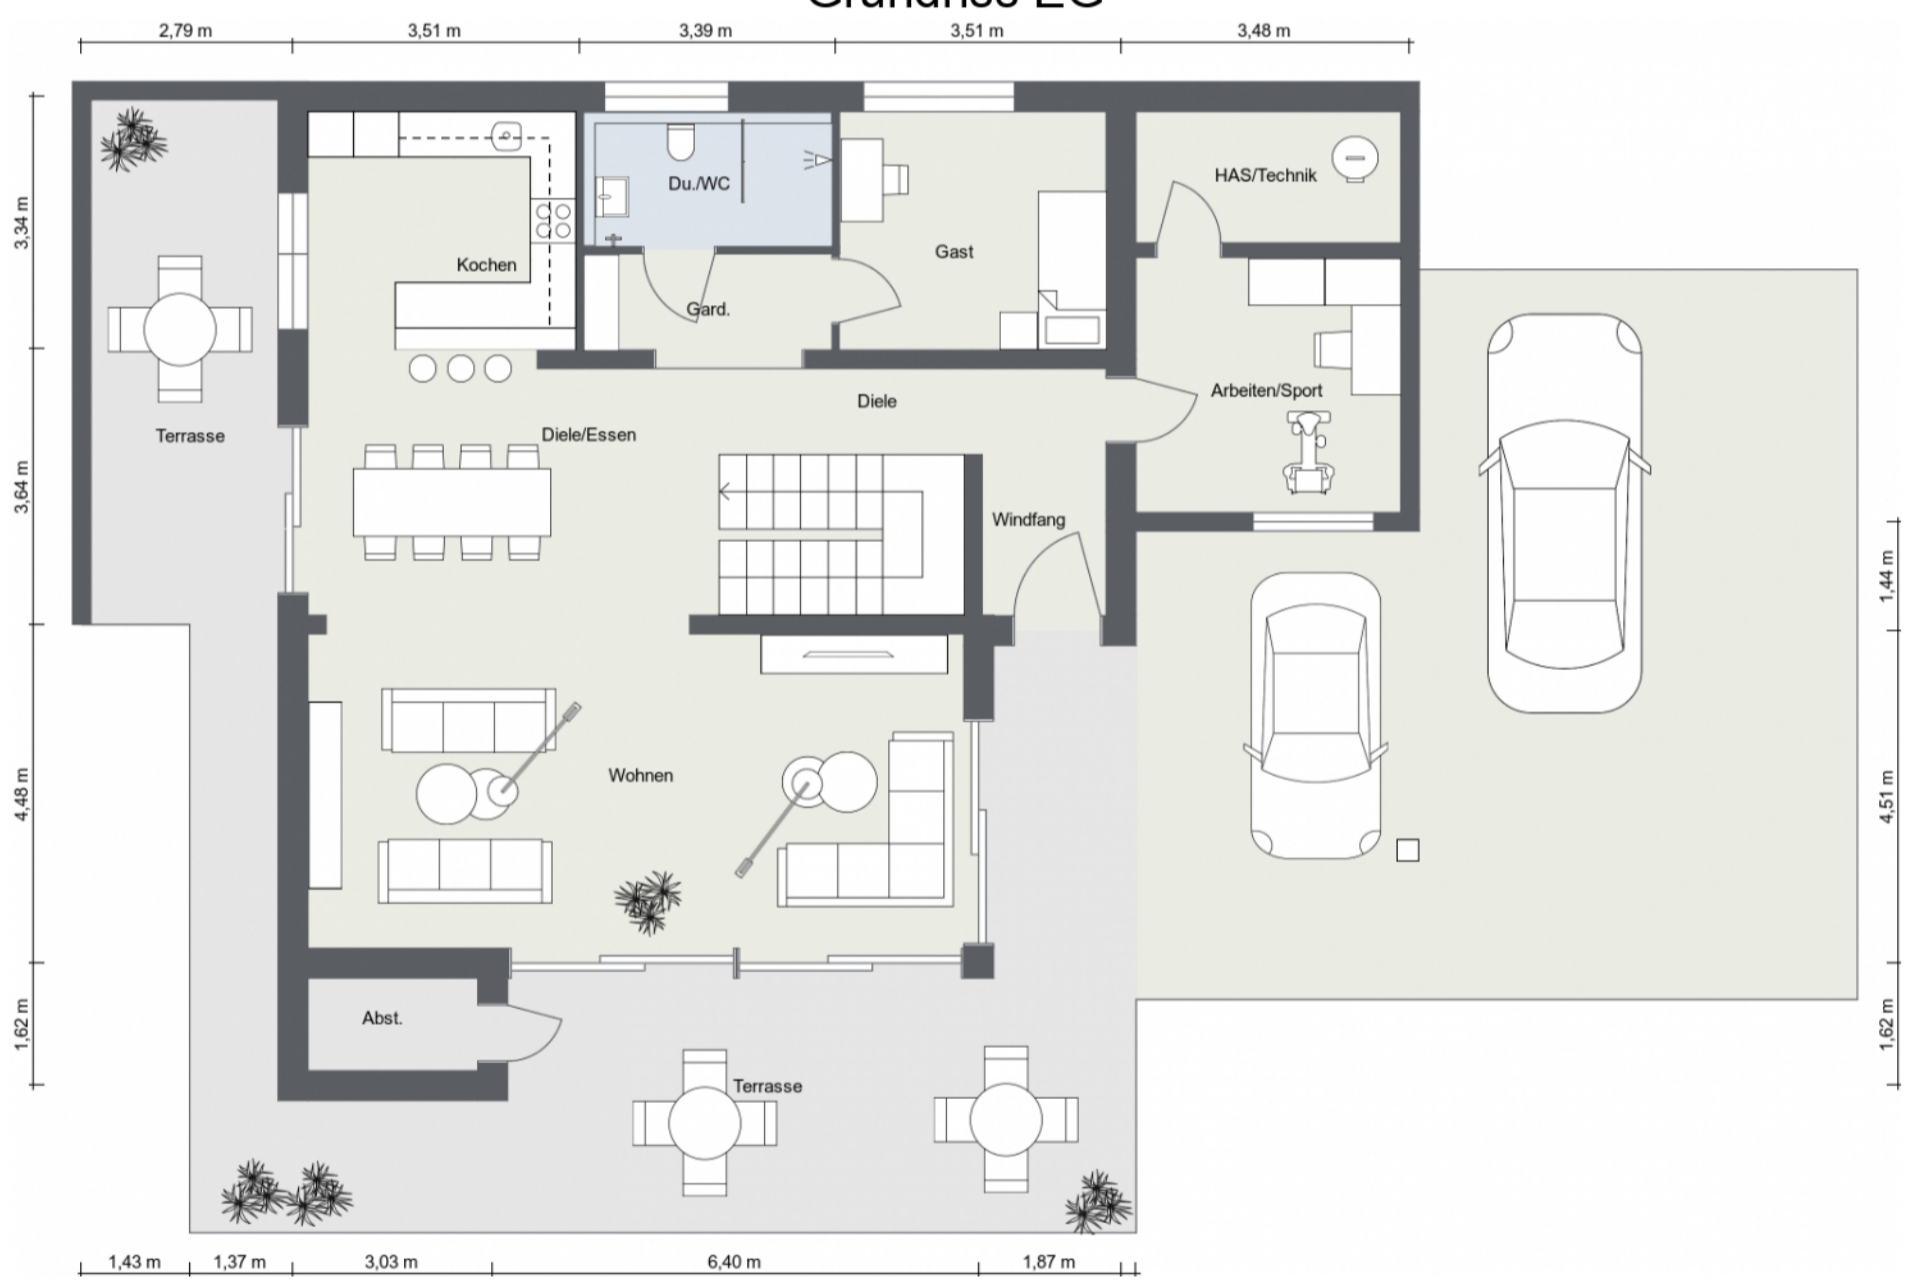 Grundriss EG
2,79 m
3,51 m
3,39 m
3,51 m
3,48 m
3,34 m
3,64 m
4,48 m
1,62 m
Du./WC
HAS/Technik
Kochen
Gast
Gard.
Arbeiten/Sport
Diele
Terrasse
Diele/Essen
Windfang
Wohnen
Abst.
Terrasse
1,44 m
4,51 m
1,62 m
1,43 m
1,37 m
3,03 m
6,40 m
1,87 m